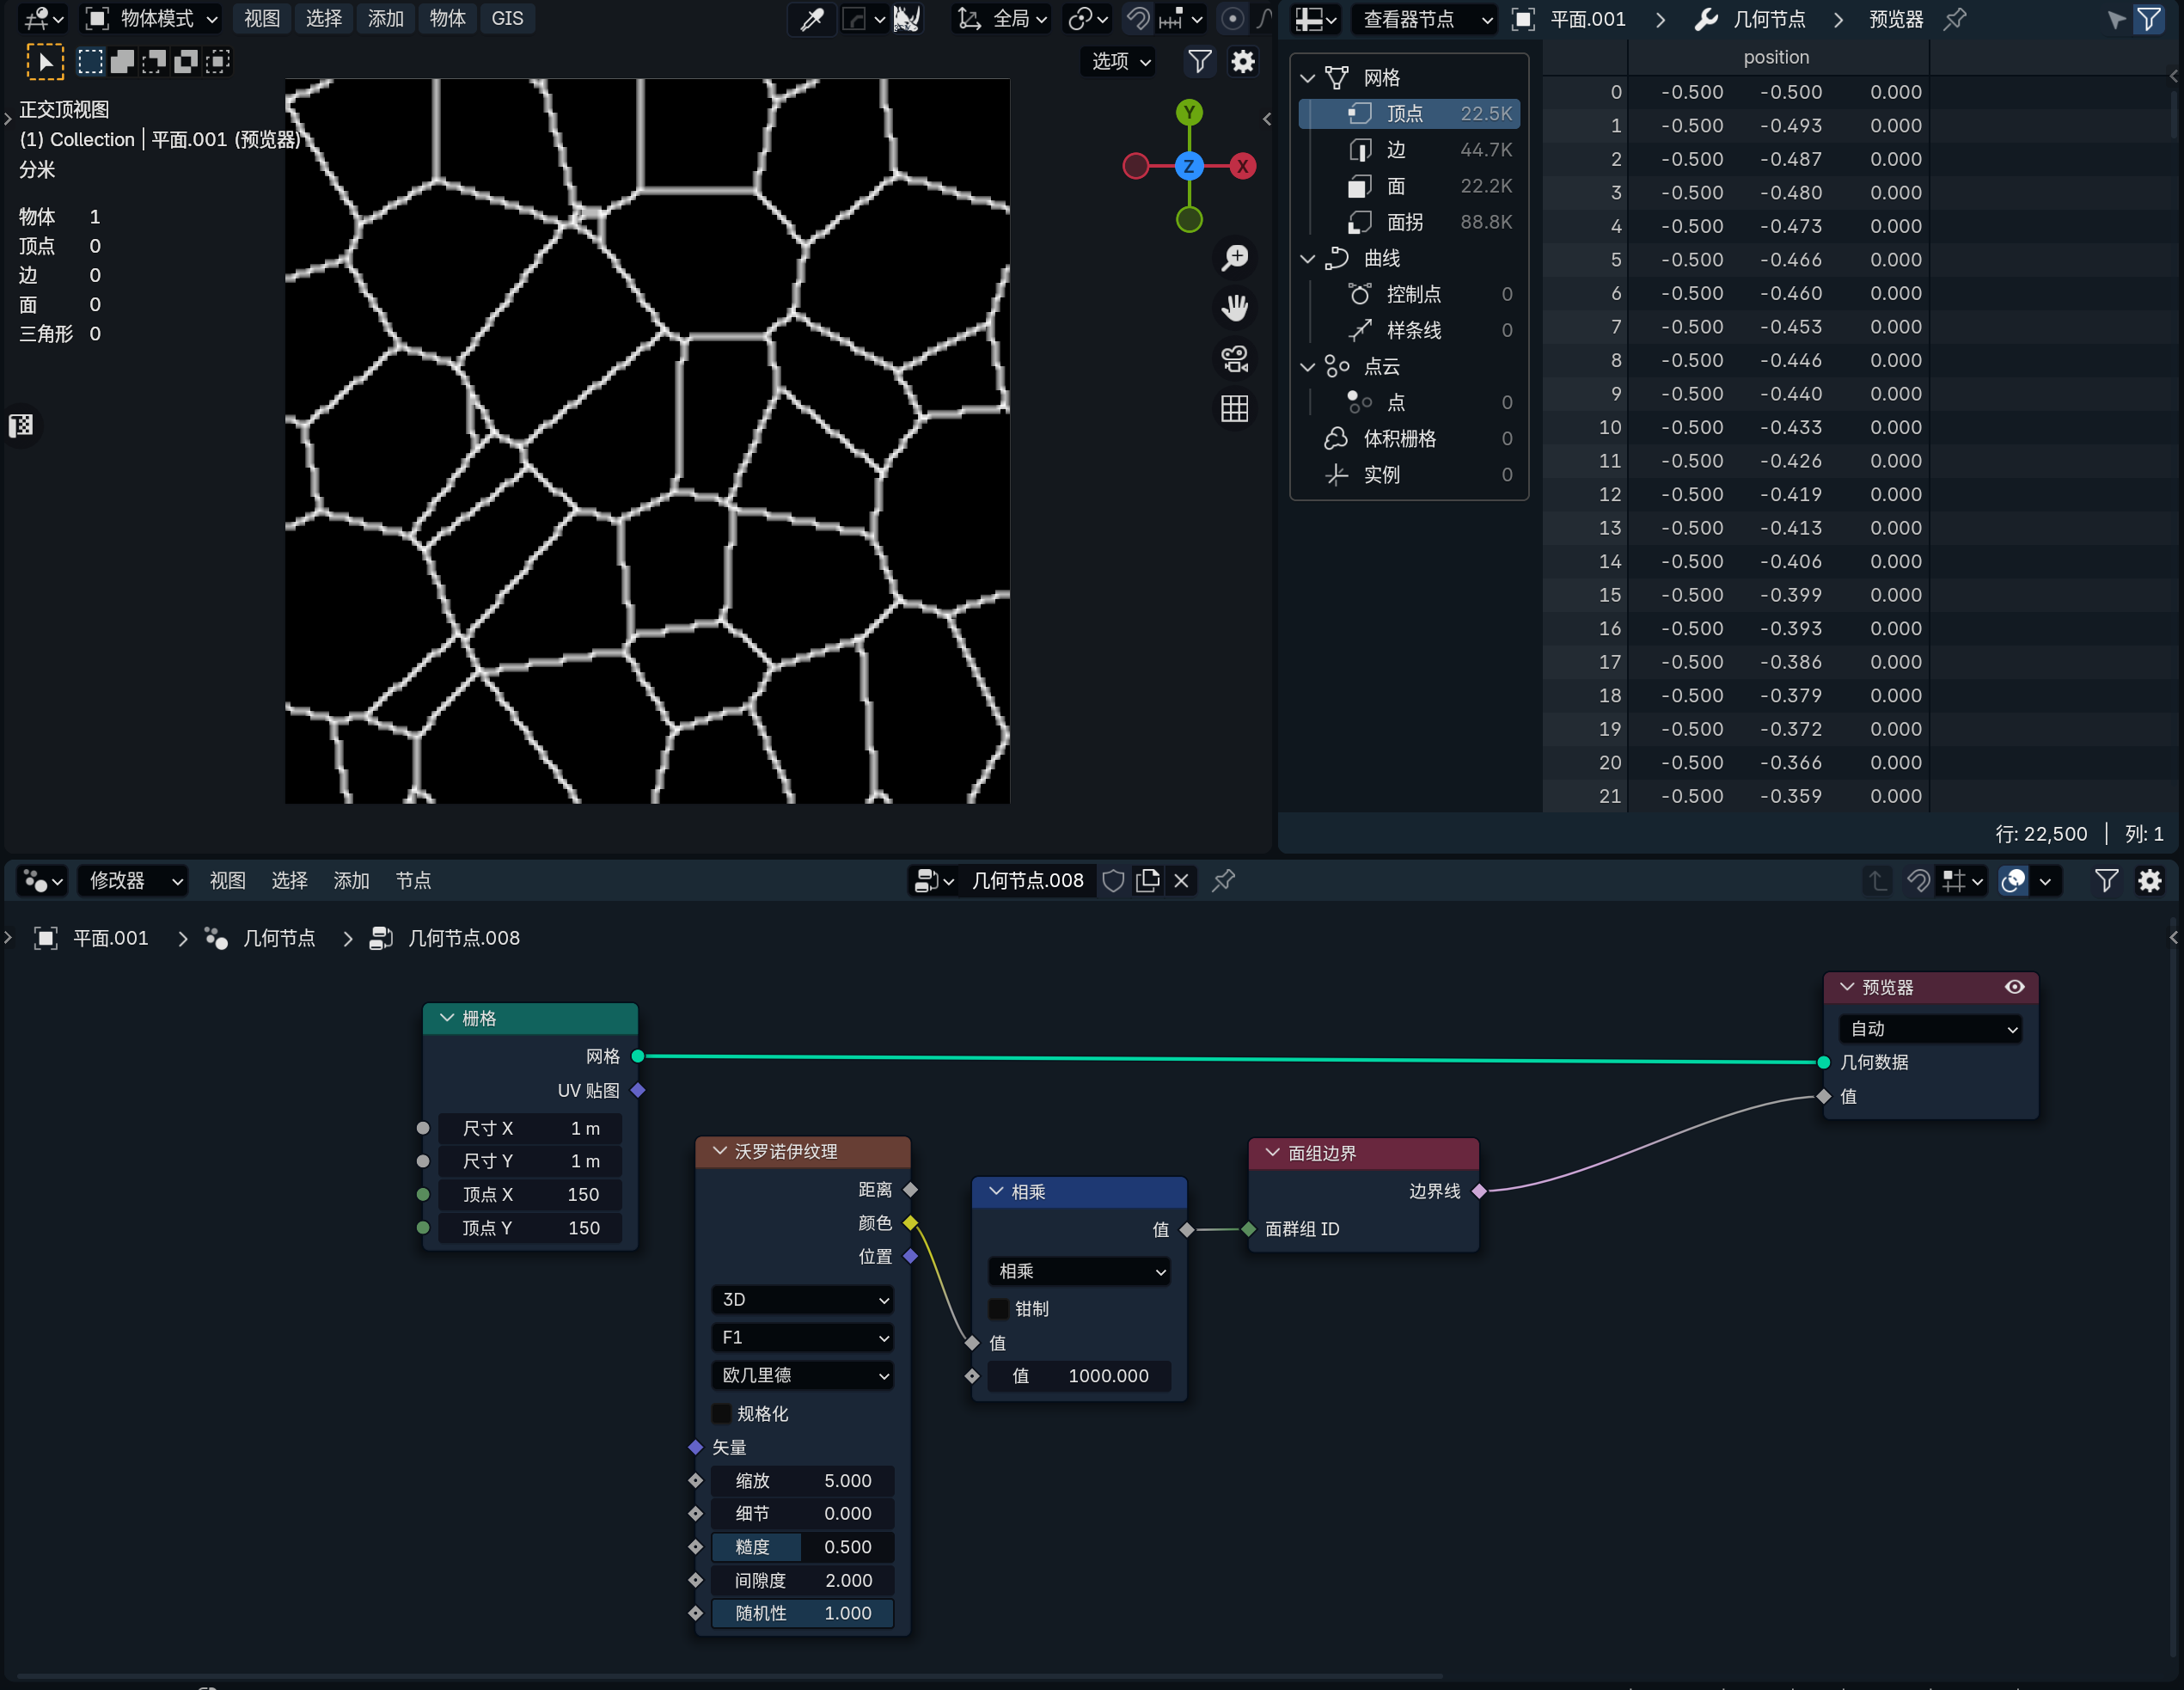 物体模式 视图 选择 添加 物体 GIS 全局
选项
正交顶视图
(1) Collection | 平面.001 (预览器)
分米
物体 1
顶点 0
边 0
面 0
三角形 0
Y
Z
X
查看器节点 平面.001 几何节点 预览器
网格
顶点 22.5K
边 44.7K
面 22.2K
面拐 88.8K
曲线
控制点 0
样条线 0
点云
点 0
体积栅格 0
实例 0
position
0 -0.500 -0.500 0.000
1 -0.500 -0.493 0.000
2 -0.500 -0.487 0.000
3 -0.500 -0.480 0.000
4 -0.500 -0.473 0.000
5 -0.500 -0.466 0.000
6 -0.500 -0.460 0.000
7 -0.500 -0.453 0.000
8 -0.500 -0.446 0.000
9 -0.500 -0.440 0.000
10 -0.500 -0.433 0.000
11 -0.500 -0.426 0.000
12 -0.500 -0.419 0.000
13 -0.500 -0.413 0.000
14 -0.500 -0.406 0.000
15 -0.500 -0.399 0.000
16 -0.500 -0.393 0.000
17 -0.500 -0.386 0.000
18 -0.500 -0.379 0.000
19 -0.500 -0.372 0.000
20 -0.500 -0.366 0.000
21 -0.500 -0.359 0.000
行: 22,500 | 列: 1
修改器 视图 选择 添加 节点 几何节点.008
平面.001 几何节点 几何节点.008
栅格
网格
UV 贴图
尺寸 X 1 m
尺寸 Y 1 m
顶点 X 150
顶点 Y 150
沃罗诺伊纹理
距离
颜色
位置
3D
F1
欧几里德
规格化
矢量
缩放 5.000
细节 0.000
糙度 0.500
间隙度 2.000
随机性 1.000
相乘
值
相乘
钳制
值
值 1000.000
面组边界
边界线
面群组 ID
预览器
自动
几何数据
值